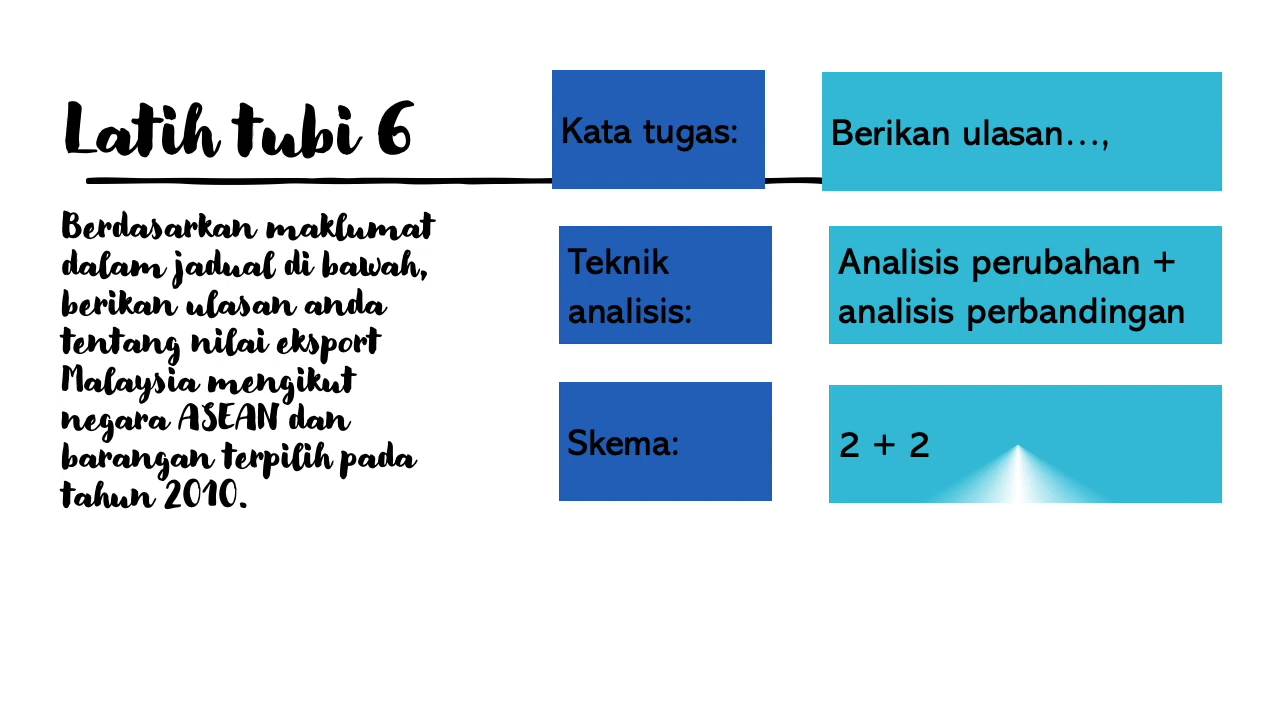 Latih tubi 6
Berdasarkan maklumat
dalam jadual di bawah,
berikan ulasan anda
tentang nilai eksport
Malaysia mengikut
negara ASEAN dan
barangan terpilih pada
tahun 2010.
Kata tugas:
Berikan ulasan...,
Teknik
analisis:
Analisis perubahan +
analisis perbandingan
Skema:
2 + 2